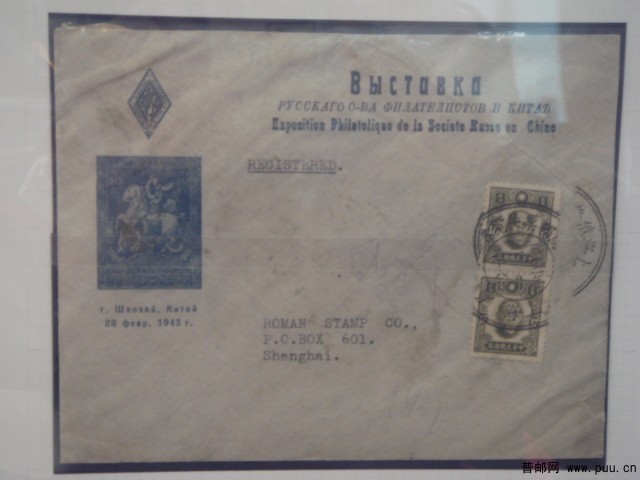 Выставка
РУССКАГО О-ВА ФИЛАТЕЛИСТОВ В КИТАѢ
Exposition Philatelique de la Societe Russe en Chine
REGISTERED.
г. Шанхай, Китай
28 февр. 1943 г.
ROMAN STAMP CO.,
P.C.BOX 601.
Shanghai.
普邮网 www.puu.cn